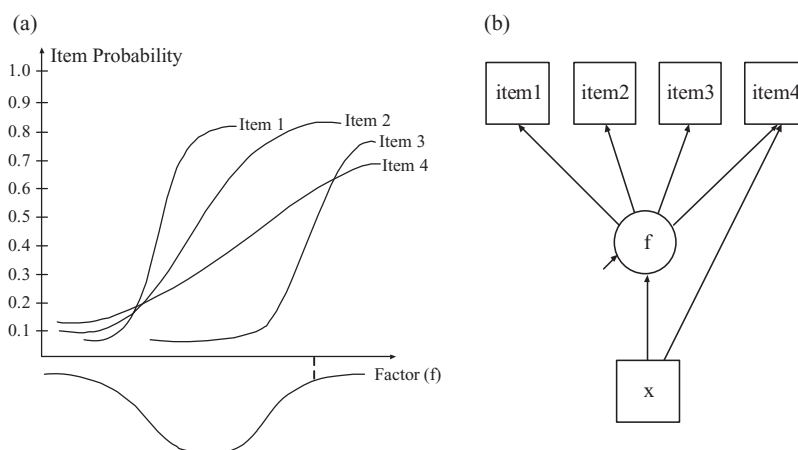 (a)
Item Probability
1.0
0.9
0.8
0.7
0.6
0.5
0.4
0.3
0.2
0.1
Item 1
Item 2
Item 3
Item 4
Factor (f)
(b)
item1 item2 item3 item4
f
x